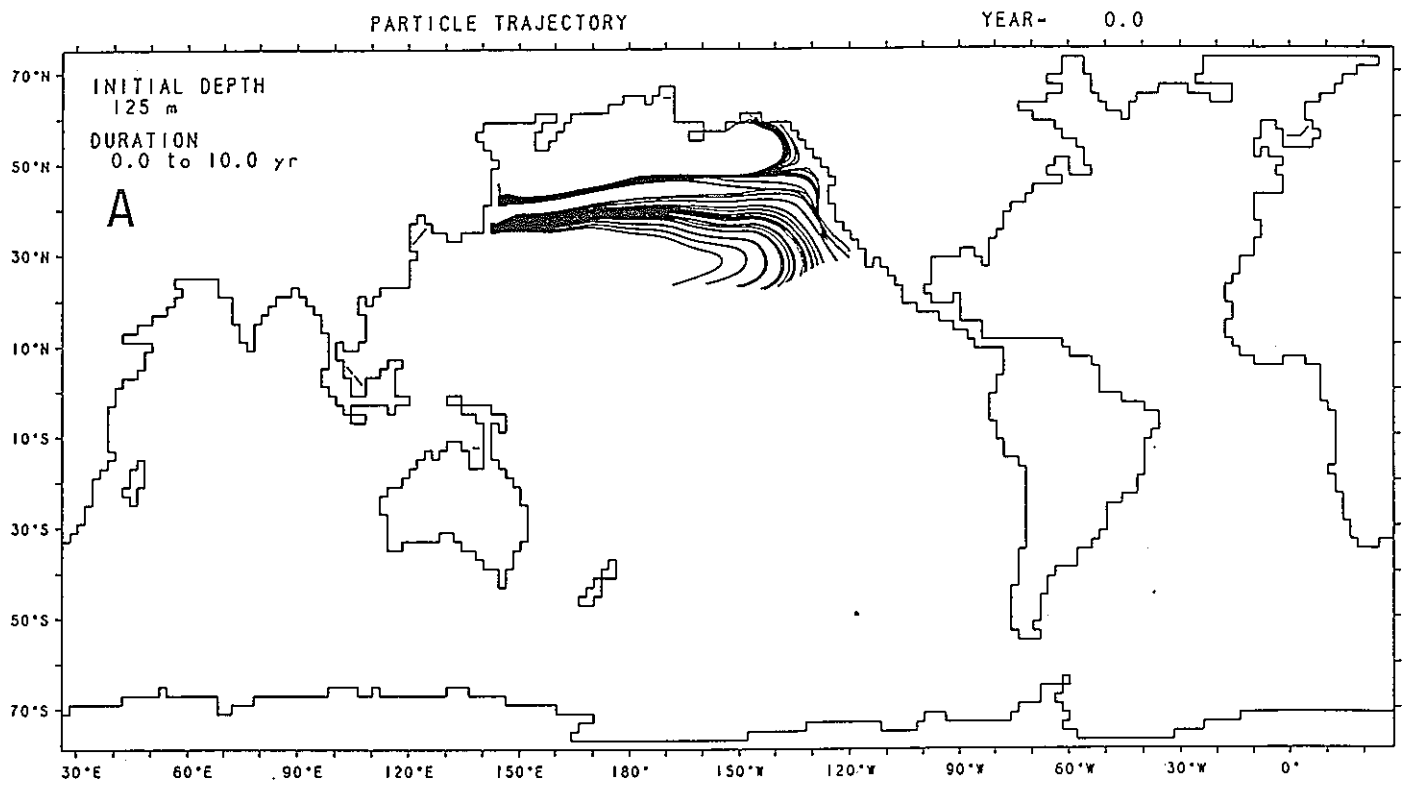 PARTICLE TRAJECTORY YEAR- 0.0
INITIAL DEPTH
125 m
DURATION
0.0 to 10.0 yr
A
70°N
50°N
30°N
10°N
10°S
30°S
50°S
70°S
30°E 60°E 90°E 120°E 150°E 180° 150°W 120°W 90°W 60°W 30°W 0°